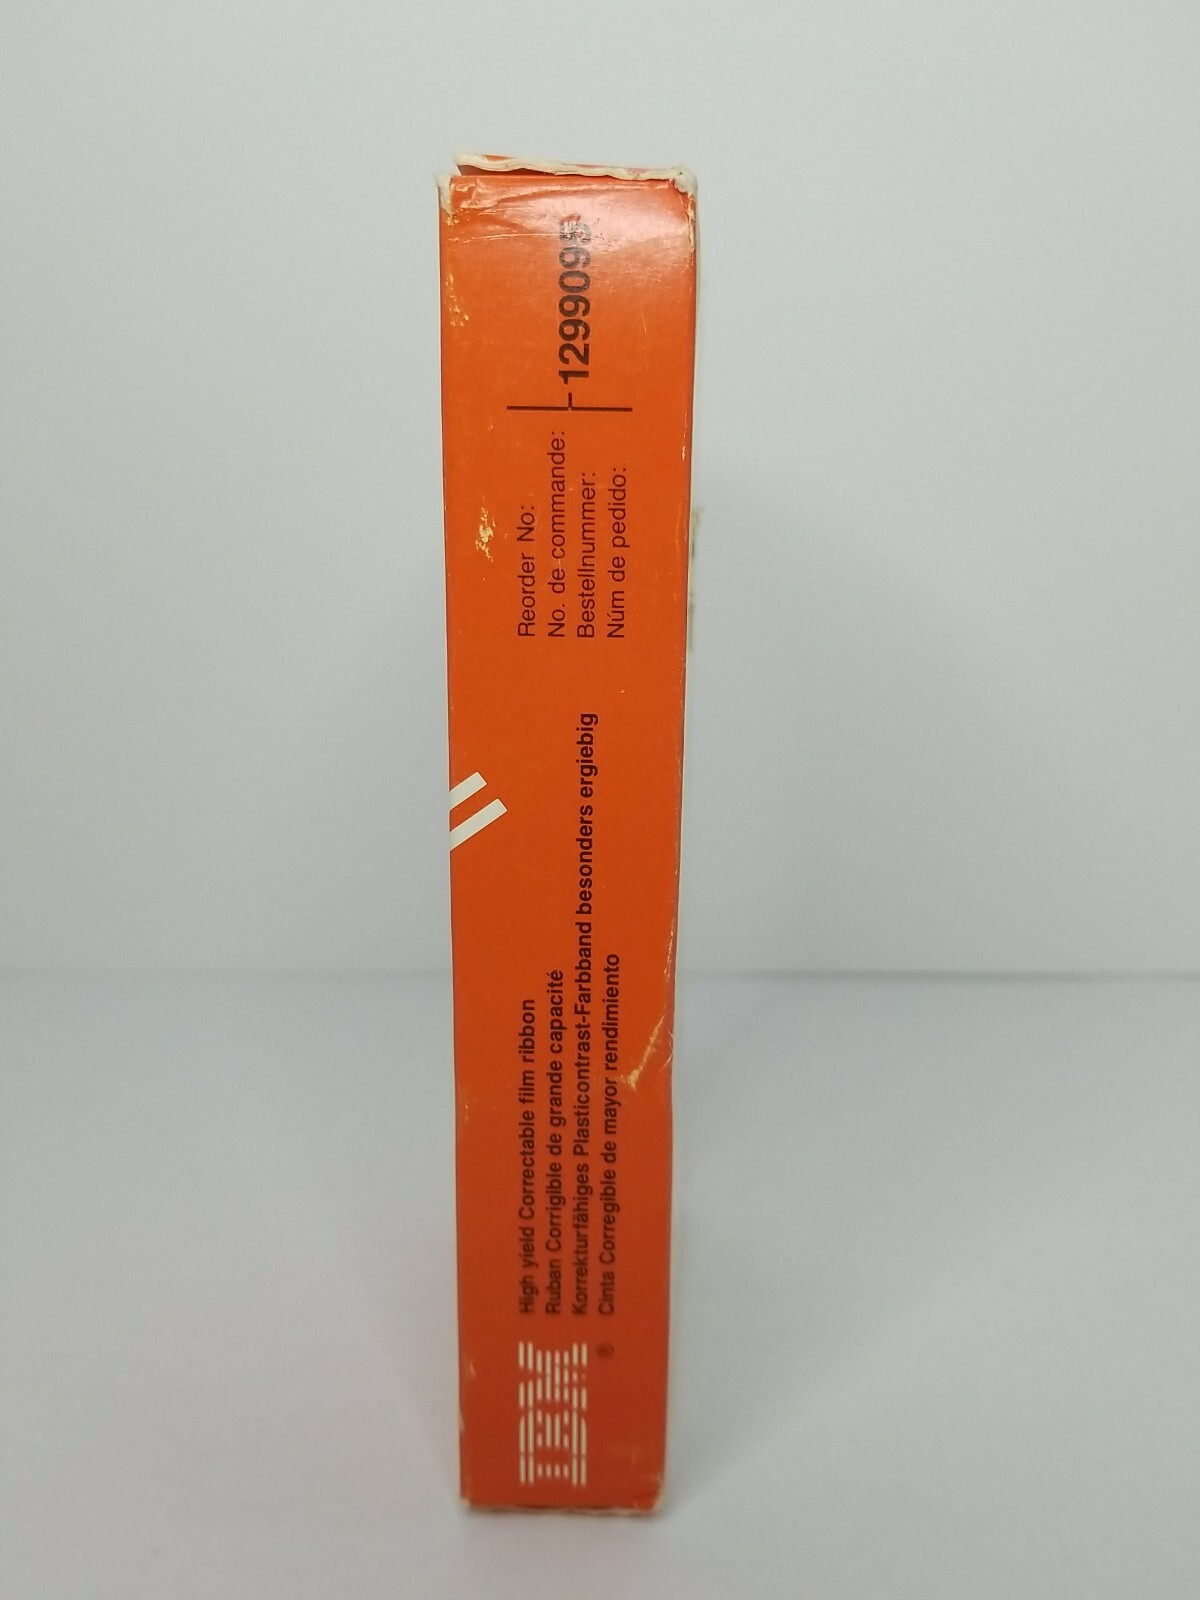 IBM
®
High yield Correctable film ribbon
Ruban Corrigible de grande capacité
Korrekturfähiges Plasticontrast-Farbband besonders ergiebig
Cinta Corregible de mayor rendimiento
Reorder No:
No. de commande:
Bestellnummer:
Núm de pedido:
1299095